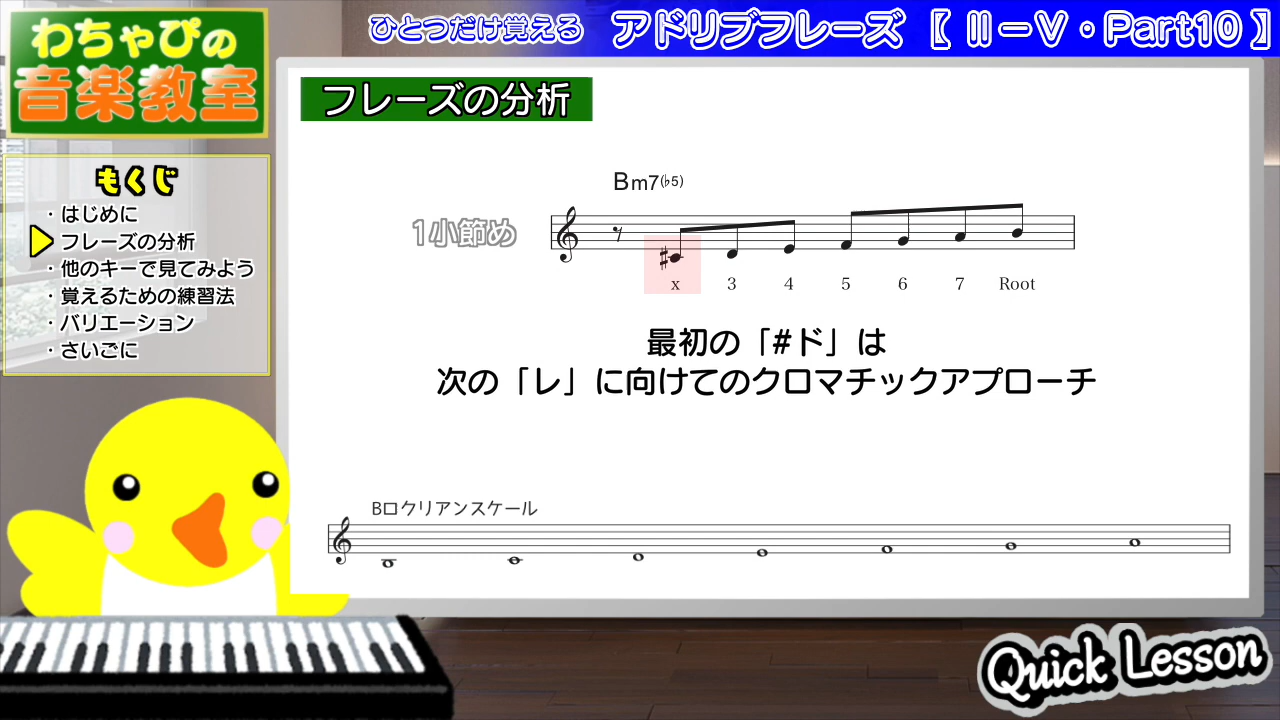 わちゃぴの
音楽教室
ひとつだけ覚える アドリブフレーズ 【 Ⅱ－Ⅴ・Part10 】
もくじ
・はじめに
フレーズの分析
・他のキーで見てみよう
・覚えるための練習法
・バリエーション
・さいごに
フレーズの分析
Bm7(♭5)
1小節め
x 3 4 5 6 7 Root
最初の「#ド」は
次の「レ」に向けてのクロマチックアプローチ
Bロクリアンスケール
Quick Lesson